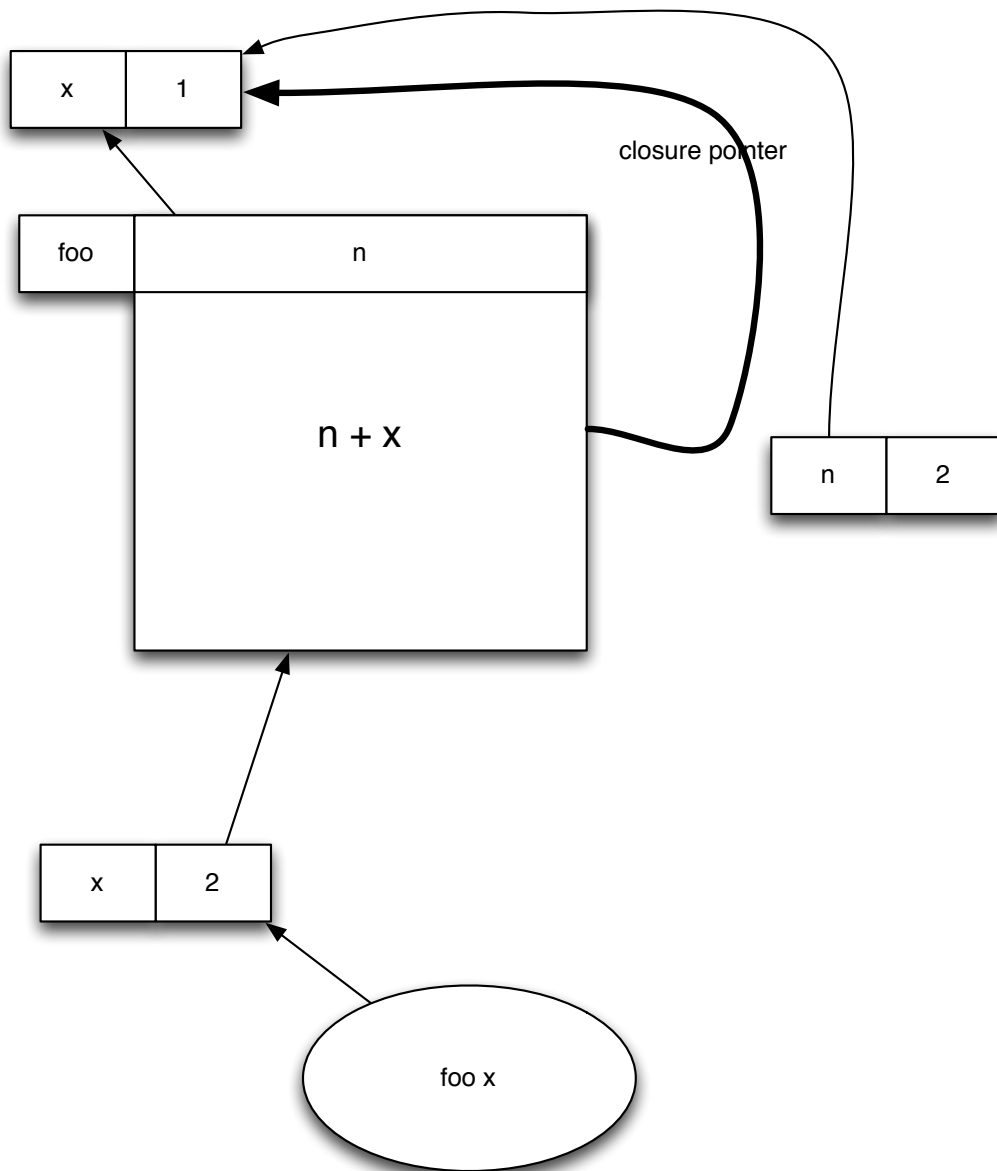 x 1
closure pointer
foo n
n + x
n 2
x 2
foo x